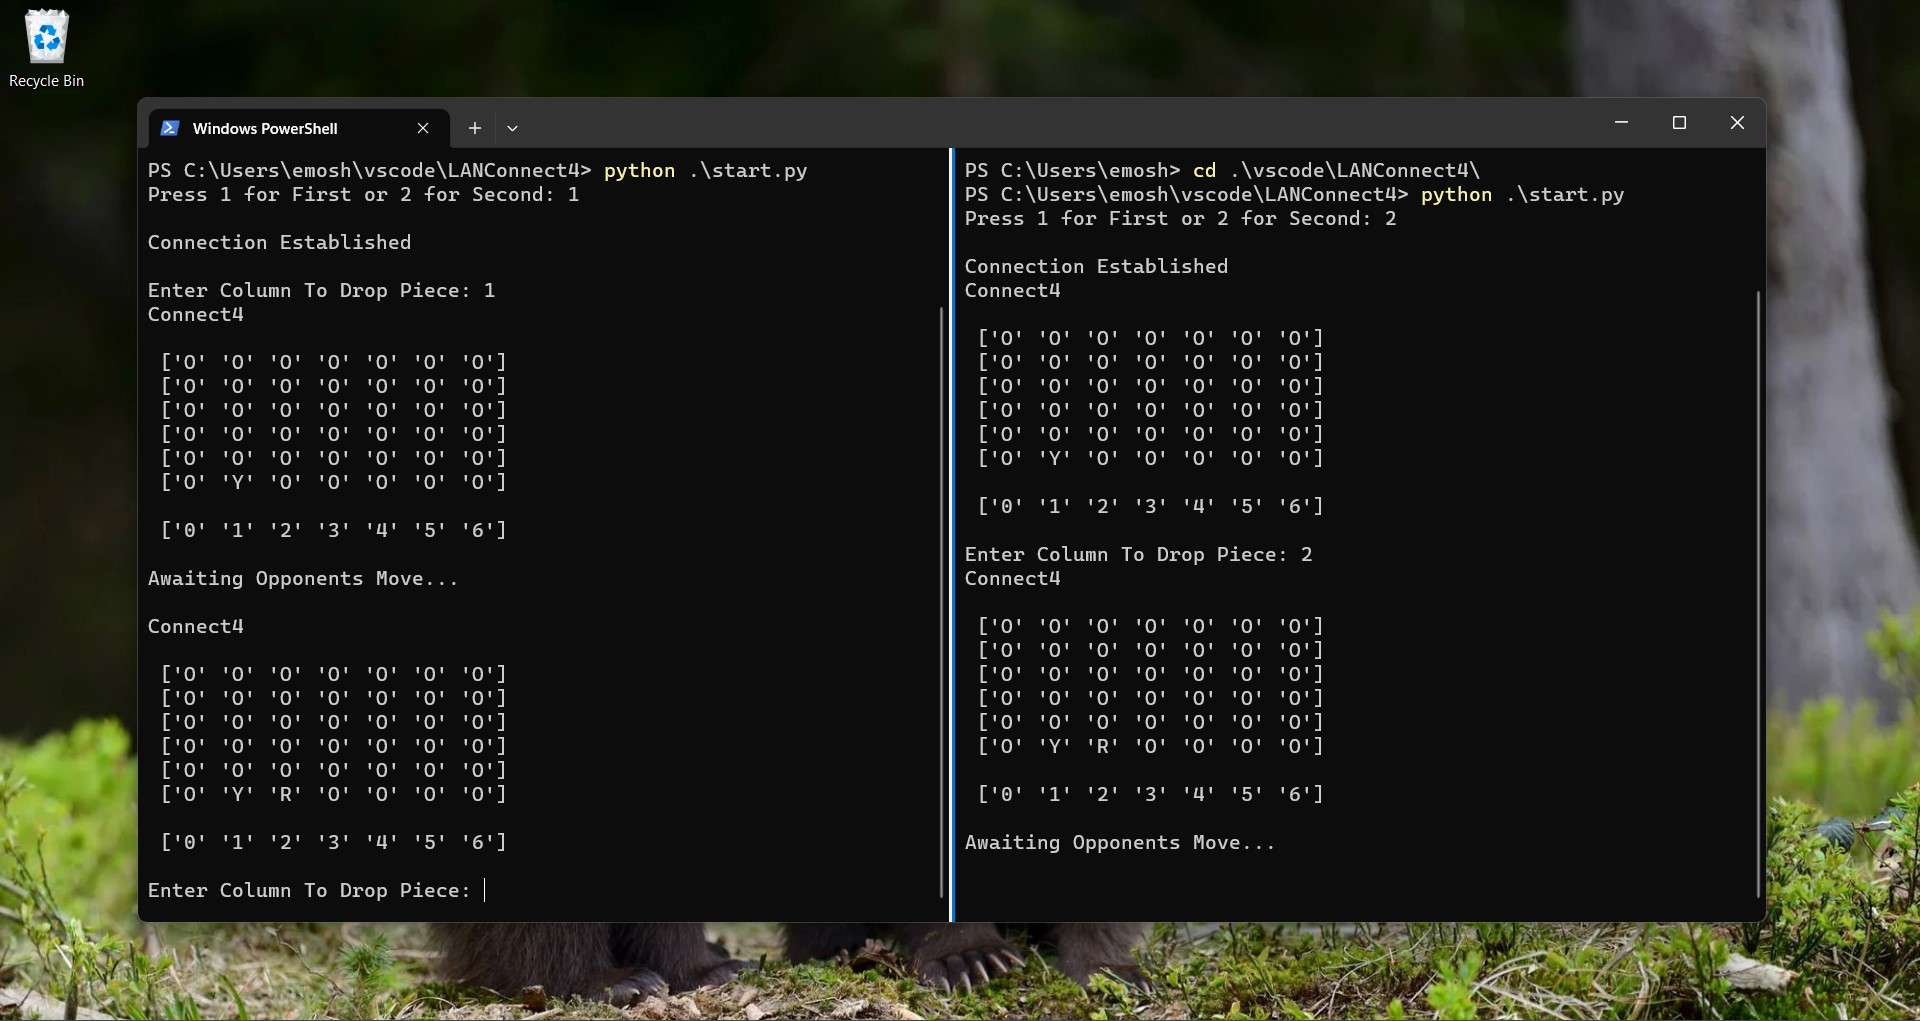 Recycle Bin
Windows PowerShell
PS C:\Users\emosh\vscode\LANConnect4> python .\start.py
Press 1 for First or 2 for Second: 1
Connection Established
Enter Column To Drop Piece: 1
Connect4
['O' 'O' 'O' 'O' 'O' 'O' 'O']
['O' 'O' 'O' 'O' 'O' 'O' 'O']
['O' 'O' 'O' 'O' 'O' 'O' 'O']
['O' 'O' 'O' 'O' 'O' 'O' 'O']
['O' 'O' 'O' 'O' 'O' 'O' 'O']
['O' 'Y' 'O' 'O' 'O' 'O' 'O']
['0' '1' '2' '3' '4' '5' '6']
Awaiting Opponents Move...
Connect4
['O' 'O' 'O' 'O' 'O' 'O' 'O']
['O' 'O' 'O' 'O' 'O' 'O' 'O']
['O' 'O' 'O' 'O' 'O' 'O' 'O']
['O' 'O' 'O' 'O' 'O' 'O' 'O']
['O' 'O' 'O' 'O' 'O' 'O' 'O']
['O' 'Y' 'R' 'O' 'O' 'O' 'O']
['0' '1' '2' '3' '4' '5' '6']
Enter Column To Drop Piece:
PS C:\Users\emosh> cd .\vscode\LANConnect4\
PS C:\Users\emosh\vscode\LANConnect4> python .\start.py
Press 1 for First or 2 for Second: 2
Connection Established
Connect4
['O' 'O' 'O' 'O' 'O' 'O' 'O']
['O' 'O' 'O' 'O' 'O' 'O' 'O']
['O' 'O' 'O' 'O' 'O' 'O' 'O']
['O' 'O' 'O' 'O' 'O' 'O' 'O']
['O' 'O' 'O' 'O' 'O' 'O' 'O']
['O' 'Y' 'O' 'O' 'O' 'O' 'O']
['0' '1' '2' '3' '4' '5' '6']
Enter Column To Drop Piece: 2
Connect4
['O' 'O' 'O' 'O' 'O' 'O' 'O']
['O' 'O' 'O' 'O' 'O' 'O' 'O']
['O' 'O' 'O' 'O' 'O' 'O' 'O']
['O' 'O' 'O' 'O' 'O' 'O' 'O']
['O' 'O' 'O' 'O' 'O' 'O' 'O']
['O' 'Y' 'R' 'O' 'O' 'O' 'O']
['0' '1' '2' '3' '4' '5' '6']
Awaiting Opponents Move...